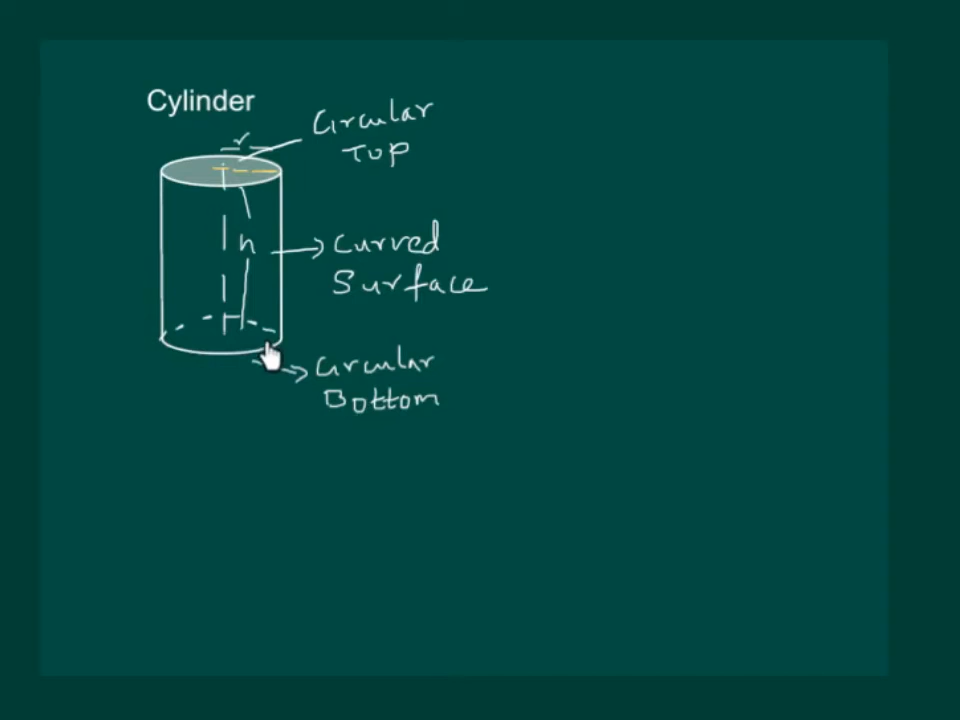 Cylinder
r
Circular
Top
h
Curved
Surface
Circular
Bottom